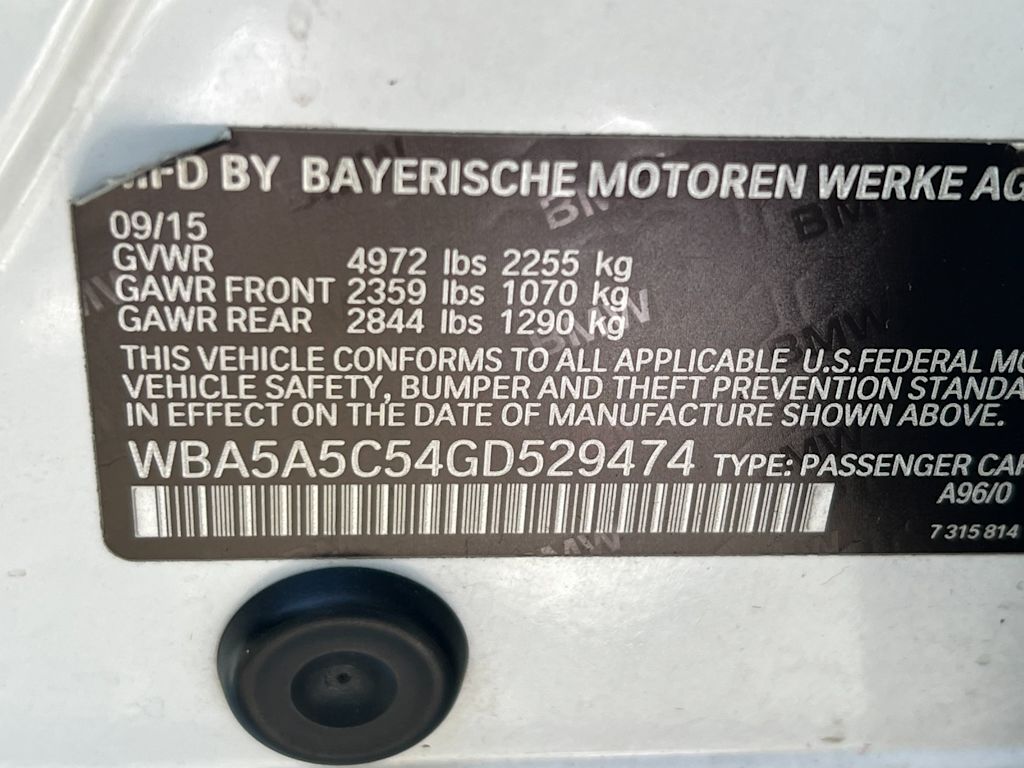 MFD BY BAYERISCHE MOTOREN WERKE AG
09/15
GVWR 4972 lbs 2255 kg
GAWR FRONT 2359 lbs 1070 kg
GAWR REAR 2844 lbs 1290 kg
THIS VEHICLE CONFORMS TO ALL APPLICABLE U.S.FEDERAL MO
VEHICLE SAFETY, BUMPER AND THEFT PREVENTION STANDA
IN EFFECT ON THE DATE OF MANUFACTURE SHOWN ABOVE.
WBA5A5C54GD529474 TYPE: PASSENGER CAR
A96/0
7 315 814